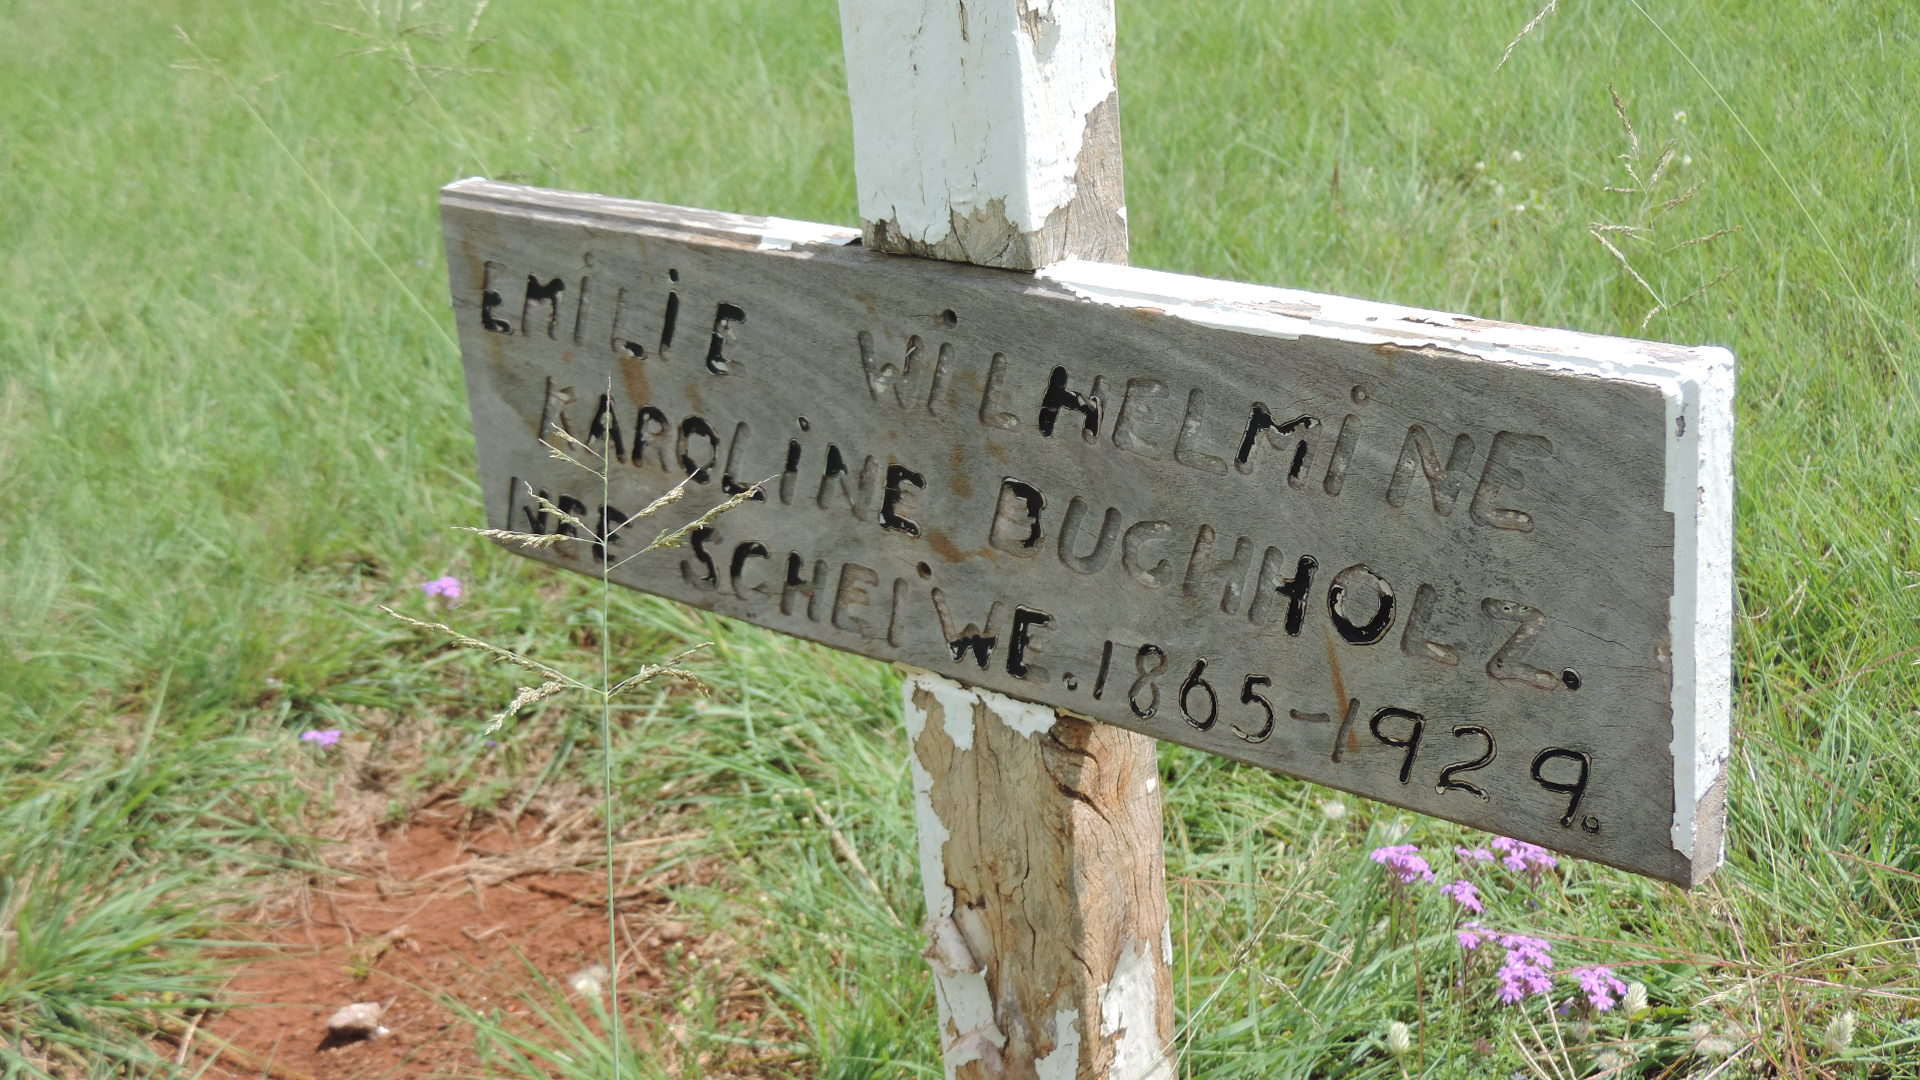 EMiLiE WiLHELMiNE
KAROLiNE BUCHHOLZ.
NEE SCHEiWE. 1865-1929.